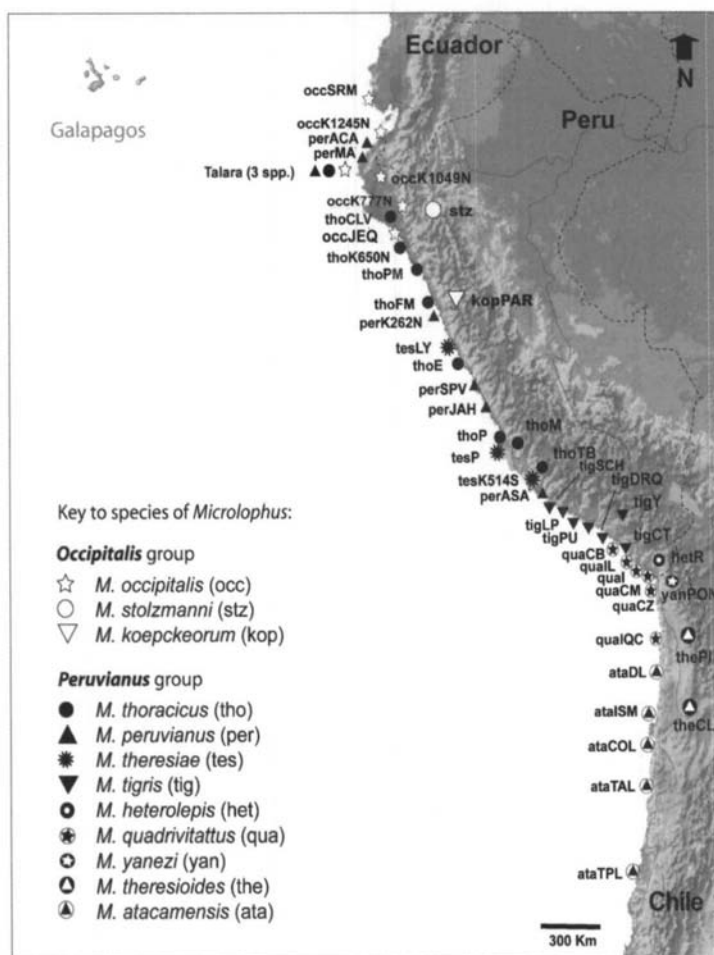 Ecuador
N
occSRM
Galapagos
Peru
occK1245N
perACA
perMA
Talara (3 spp.)
occK1049N
occK777N
stz
thoCLV
occJEQ
thoK650N
thoPM
kopPAR
thoFM
perK262N
tesLY
thoE
perSPV
perJAH
thoP
thoM
tesP
thoTB
tigSCH
tesK514S
tigDRQ
perASA
tigY
tigLP
tigPU
tigCT
quaCB
hetR
quaIL
quaI
yanPON
quaCM
quaCZ
quaIQC
thePI
ataDL
ataISM
theCL
ataCOL
ataTAL
ataTPL
Chile
300 Km
Key to species of Microlophus:
Occipitalis group
M. occipitalis (occ)
M. stolzmanni (stz)
M. koepckeorum (kop)
Peruvianus group
M. thoracicus (tho)
M. peruvianus (per)
M. theresiae (tes)
M. tigris (tig)
M. heterolepis (het)
M. quadrivitattus (qua)
M. yanezi (yan)
M. theresioides (the)
M. atacamensis (ata)